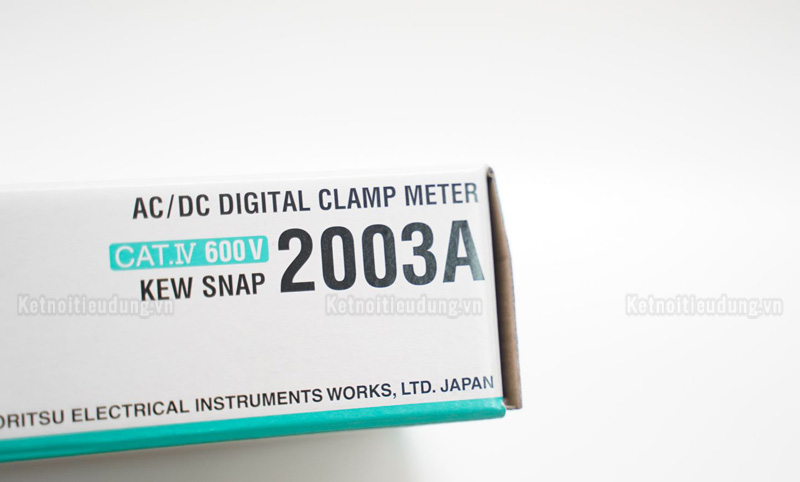 AC/DC DIGITAL CLAMP METER
CAT.IV 600V
KEW SNAP 2003A
Ketnoitieudung.vn Ketnoitieudung.vn Ketnoitieudung.vn
ORITSU ELECTRICAL INSTRUMENTS WORKS, LTD. JAPAN